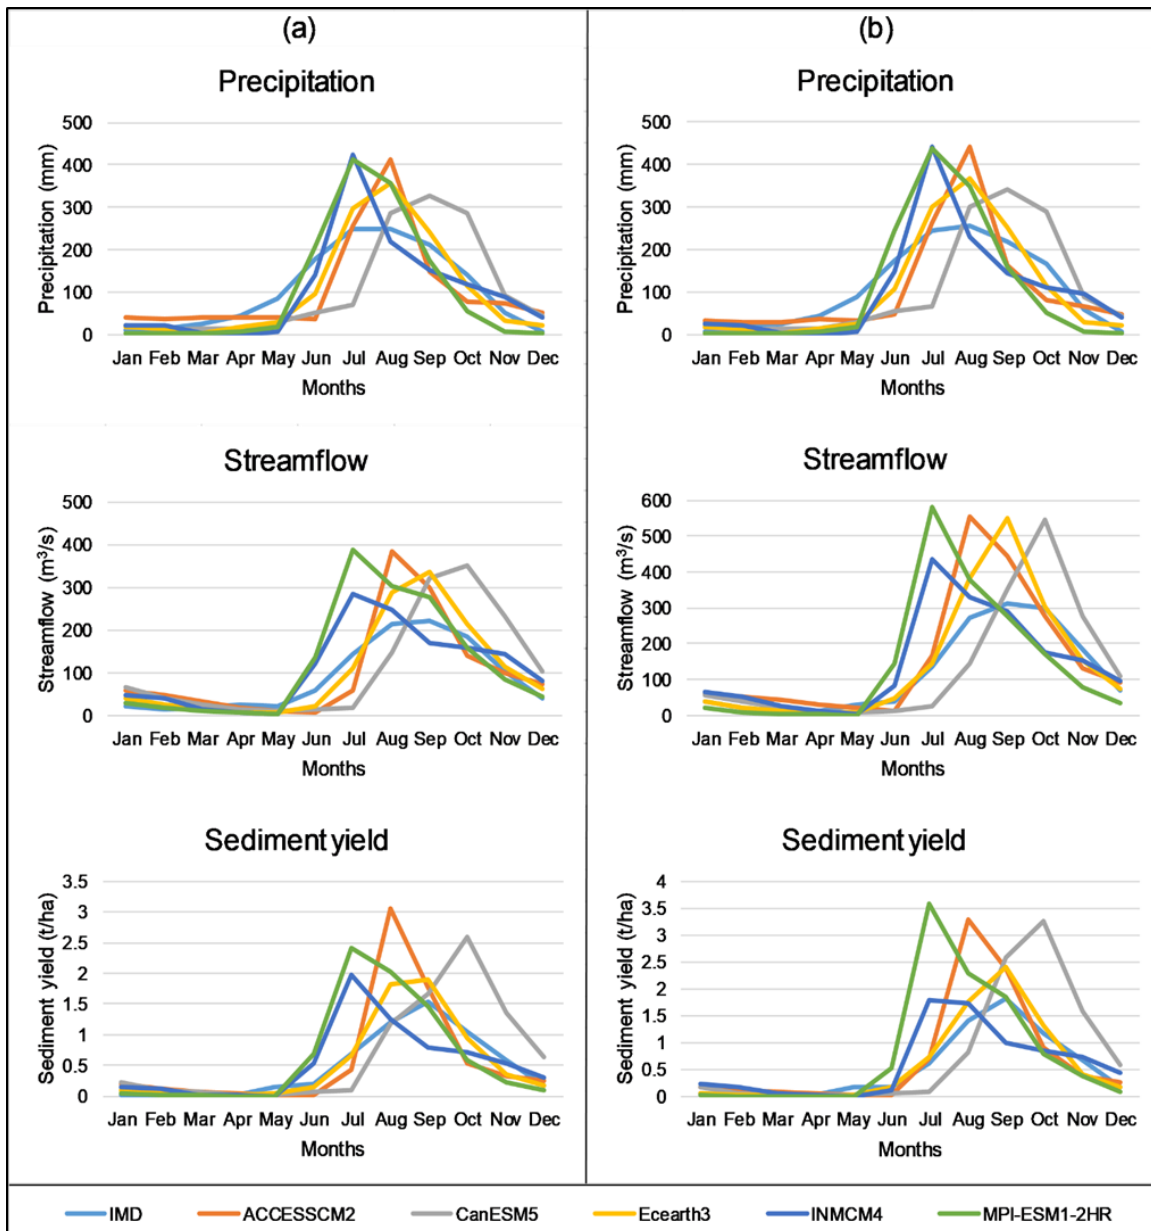 (a)
Precipitation
Precipitation (mm)
500
400
300
200
100
0
Jan Feb Mar Apr May Jun Jul Aug Sep Oct Nov Dec
Months
Streamflow
Streamflow (m³/s)
500
400
300
200
100
0
Jan Feb Mar Apr May Jun Jul Aug Sep Oct Nov Dec
Months
Sediment yield
Sediment yield (t/ha)
3.5
3
2.5
2
1.5
1
0.5
0
Jan Feb Mar Apr May Jun Jul Aug Sep Oct Nov Dec
Months
(b)
Precipitation
Precipitation (mm)
500
400
300
200
100
0
Jan Feb Mar Apr May Jun Jul Aug Sep Oct Nov Dec
Months
Streamflow
Streamflow (m³/s)
600
500
400
300
200
100
0
Jan Feb Mar Apr May Jun Jul Aug Sep Oct Nov Dec
Months
Sediment yield
Sediment yield (t/ha)
4
3.5
3
2.5
2
1.5
1
0.5
0
Jan Feb Mar Apr May Jun Jul Aug Sep Oct Nov Dec
Months
IMD ACCESSCM2 CanESM5 Ecearth3 INMCM4 MPI-ESM1-2HR